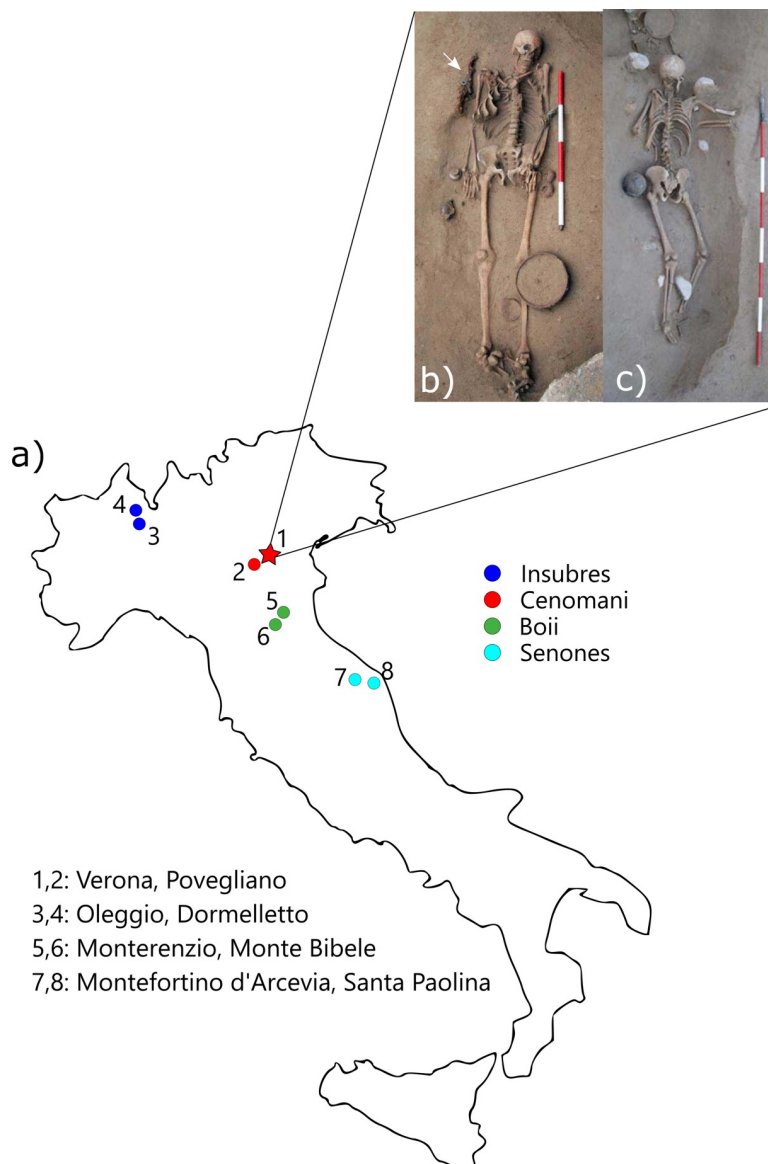 b)
c)
a)
4
3
1
2
5
6
7
8
Insubres
Cenomani
Boii
Senones
1,2: Verona, Povegliano
3,4: Oleggio, Dormelletto
5,6: Monterenzio, Monte Bibele
7,8: Montefortino d'Arcevia, Santa Paolina